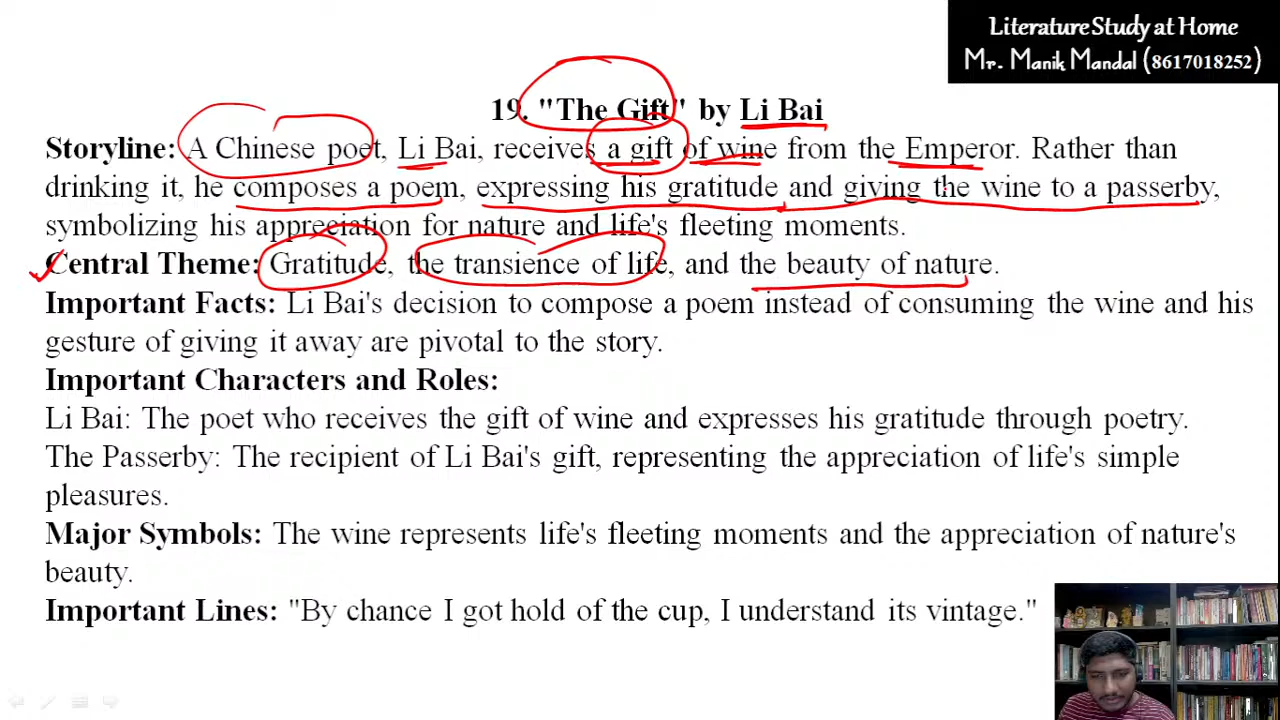 Literature Study at Home
Mr. Manik Mandal (8617018252)
19. "The Gift" by Li Bai
Storyline: A Chinese poet, Li Bai, receives a gift of wine from the Emperor. Rather than
drinking it, he composes a poem, expressing his gratitude and giving the wine to a passerby,
symbolizing his appreciation for nature and life's fleeting moments.
Central Theme: Gratitude, the transience of life, and the beauty of nature.
Important Facts: Li Bai's decision to compose a poem instead of consuming the wine and his
gesture of giving it away are pivotal to the story.
Important Characters and Roles:
Li Bai: The poet who receives the gift of wine and expresses his gratitude through poetry.
The Passerby: The recipient of Li Bai's gift, representing the appreciation of life's simple
pleasures.
Major Symbols: The wine represents life's fleeting moments and the appreciation of nature's
beauty.
Important Lines: "By chance I got hold of the cup, I understand its vintage."